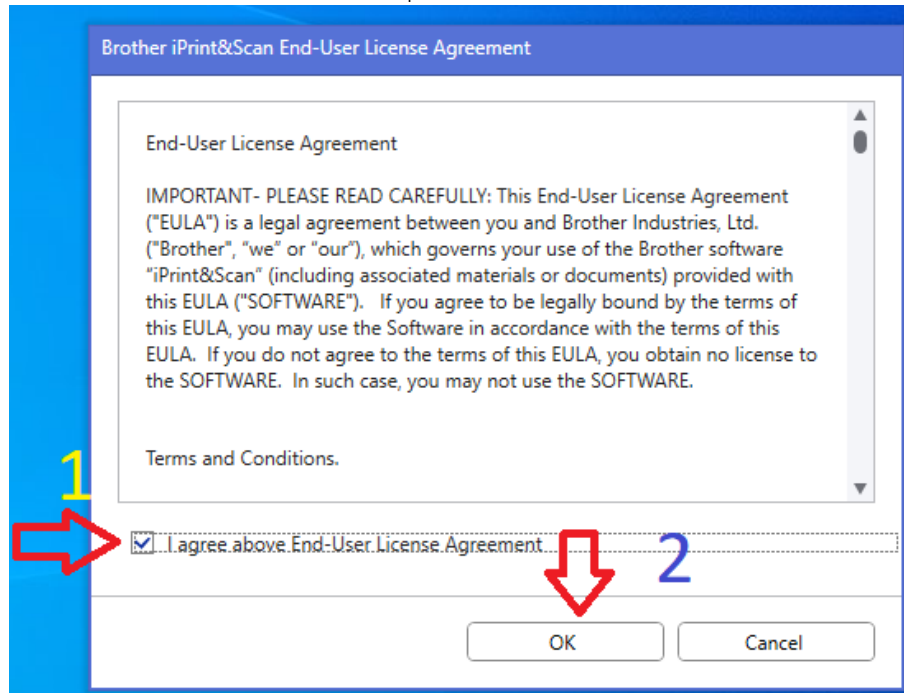 Brother iPrint&Scan End-User License Agreement
End-User License Agreement
IMPORTANT- PLEASE READ CAREFULLY: This End-User License Agreement
("EULA") is a legal agreement between you and Brother Industries, Ltd.
("Brother", "we" or "our"), which governs your use of the Brother software
"iPrint&Scan" (including associated materials or documents) provided with
this EULA ("SOFTWARE").   If you agree to be legally bound by the terms of
this EULA, you may use the Software in accordance with the terms of this
EULA.  If you do not agree to the terms of this EULA, you obtain no license to
the SOFTWARE.  In such case, you may not use the SOFTWARE.
Terms and Conditions.
1
I agree above End-User License Agreement
2
OK
Cancel